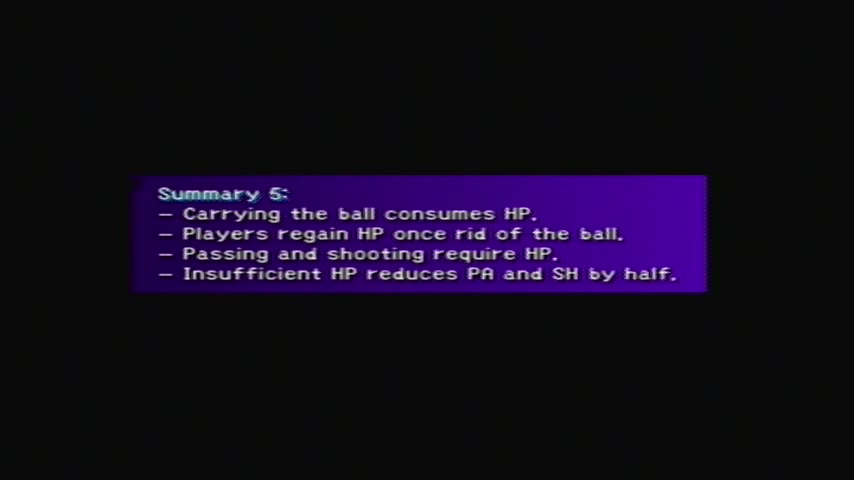 Summary 5:
– Carrying the ball consumes HP.
– Players regain HP once rid of the ball.
– Passing and shooting require HP.
– Insufficient HP reduces PA and SH by half.